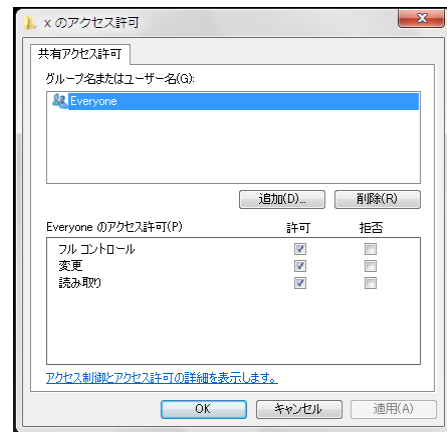 x のアクセス許可
共有アクセス許可
グループ名またはユーザー名(G):
Everyone
追加(D)...
削除(R)
Everyone のアクセス許可(P)
許可
拒否
フル コントロール
変更
読み取り
アクセス制御とアクセス許可の詳細を表示します。
OK
キャンセル
適用(A)